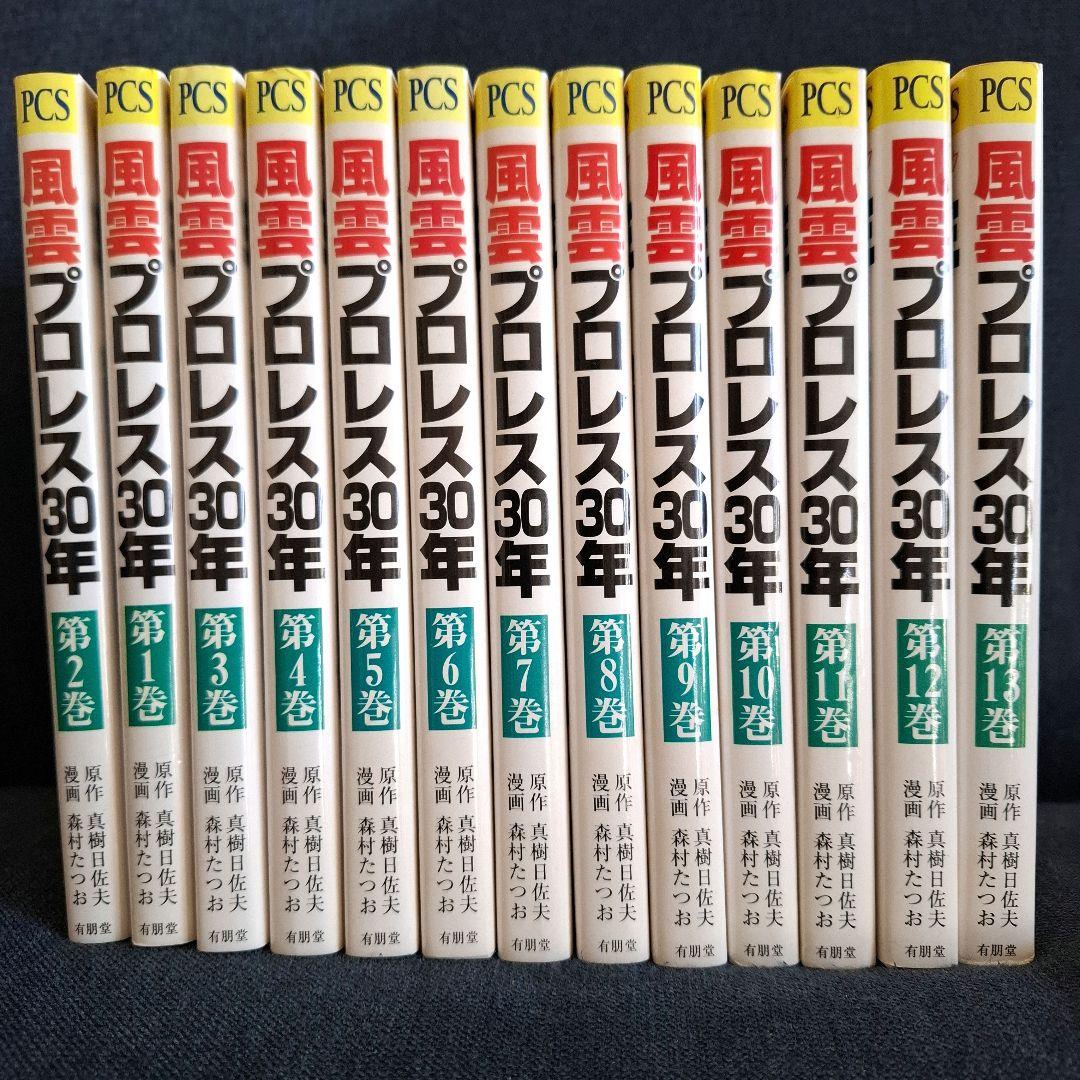 PCS
風雲プロレス30年
第2巻
原作 真樹日佐夫
漫画 森村たつお
有朋堂
PCS
風雲プロレス30年
第1巻
原作 真樹日佐夫
漫画 森村たつお
有朋堂
PCS
風雲プロレス30年
第3巻
原作 真樹日佐夫
漫画 森村たつお
有朋堂
PCS
風雲プロレス30年
第4巻
原作 真樹日佐夫
漫画 森村たつお
有朋堂
PCS
風雲プロレス30年
第5巻
原作 真樹日佐夫
漫画 森村たつお
有朋堂
PCS
風雲プロレス30年
第6巻
原作 真樹日佐夫
漫画 森村たつお
有朋堂
PCS
風雲プロレス30年
第7巻
原作 真樹日佐夫
漫画 森村たつお
有朋堂
PCS
風雲プロレス30年
第8巻
原作 真樹日佐夫
漫画 森村たつお
有朋堂
PCS
風雲プロレス30年
第9巻
原作 真樹日佐夫
漫画 森村たつお
有朋堂
PCS
風雲プロレス30年
第10巻
原作 真樹日佐夫
漫画 森村たつお
有朋堂
PCS
風雲プロレス30年
第11巻
原作 真樹日佐夫
漫画 森村たつお
有朋堂
PCS
風雲プロレス30年
第12巻
原作 真樹日佐夫
漫画 森村たつお
有朋堂
PCS
風雲プロレス30年
第13巻
原作 真樹日佐夫
漫画 森村たつお
有朋堂